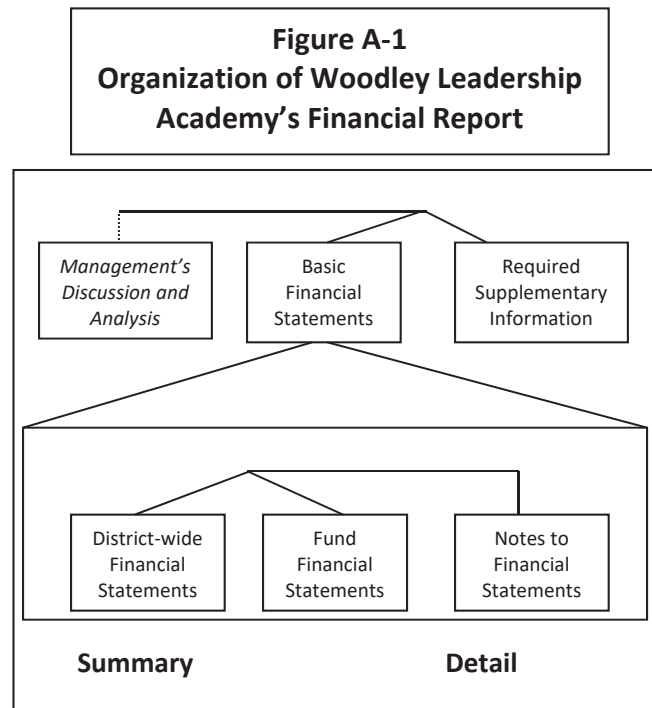 Figure A-1
Organization of Woodley Leadership
Academy’s Financial Report
Management’s
Discussion and
Analysis
Basic
Financial
Statements
Required
Supplementary
Information
District-wide
Financial
Statements
Fund
Financial
Statements
Notes to
Financial
Statements
Summary
Detail